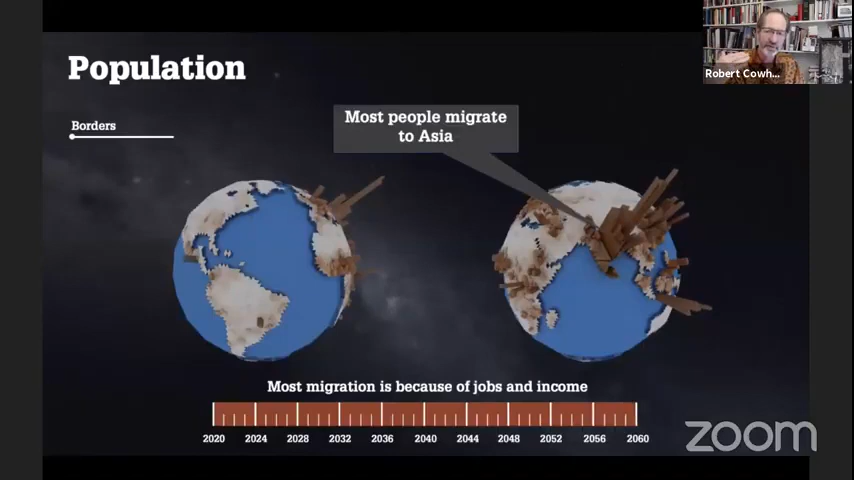 Population
Robert Cowh...
Borders
Most people migrate
to Asia
Most migration is because of jobs and income
2020 2024 2028 2032 2036 2040 2044 2048 2052 2056 2060
zoom